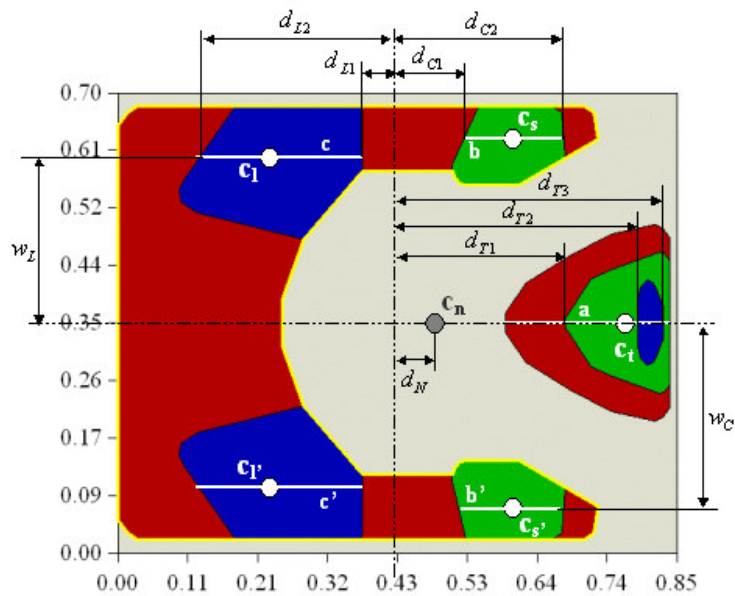 d_L2 d_C2
d_L1 d_C1
0.70
c_s
0.61 c b
c_l
d_T3
0.52
d_T2
w_L
d_T1
0.44
c_n
a
0.35
c_t
d_N
0.26
w_C
0.17
c_l'
b'
c'
0.09
c_s'
0.00
0.00 0.11 0.22 0.32 0.43 0.53 0.64 0.74 0.85